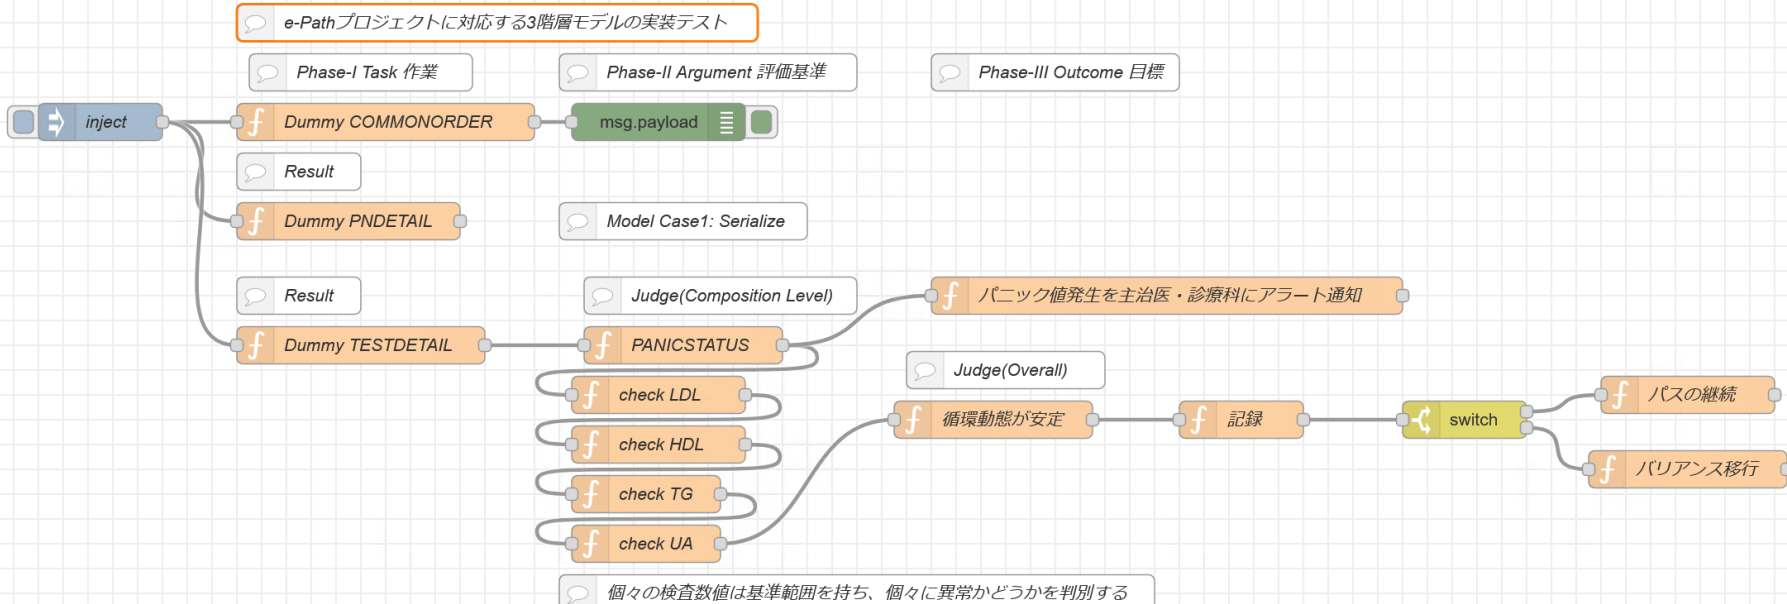 e-Pathプロジェクトに対応する3階層モデルの実装テスト
Phase-I Task 作業
Phase-II Argument 評価基準
Phase-III Outcome 目標
inject
Dummy COMMONORDER
msg.payload
Result
Dummy PNDETAIL
Model Case1: Serialize
Result
Judge(Composition Level)
パニック値発生を主治医・診療科にアラート通知
Dummy TESTDETAIL
PANICSTATUS
Judge(Overall)
check LDL
パスの継続
循環動態が安定
記録
switch
check HDL
バリアンス移行
check TG
check UA
個々の検査数値は基準範囲を持ち、個々に異常かどうかを判別する